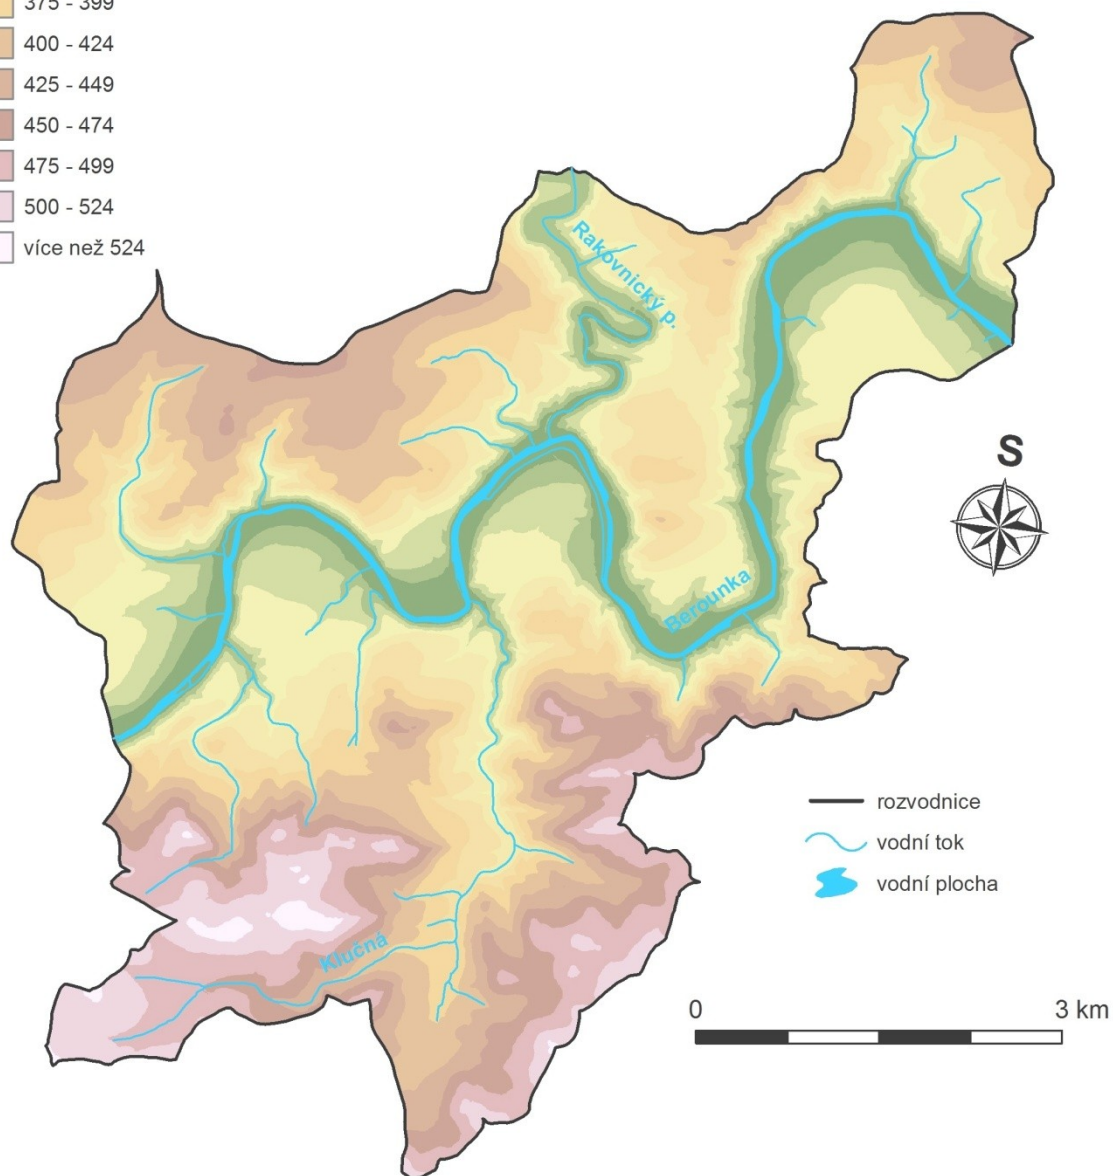 375 - 399
400 - 424
425 - 449
450 - 474
475 - 499
500 - 524
více než 524
Rakovnický p.
S
Berounka
rozvodnice
vodní tok
vodní plocha
Klučná
0 3 km